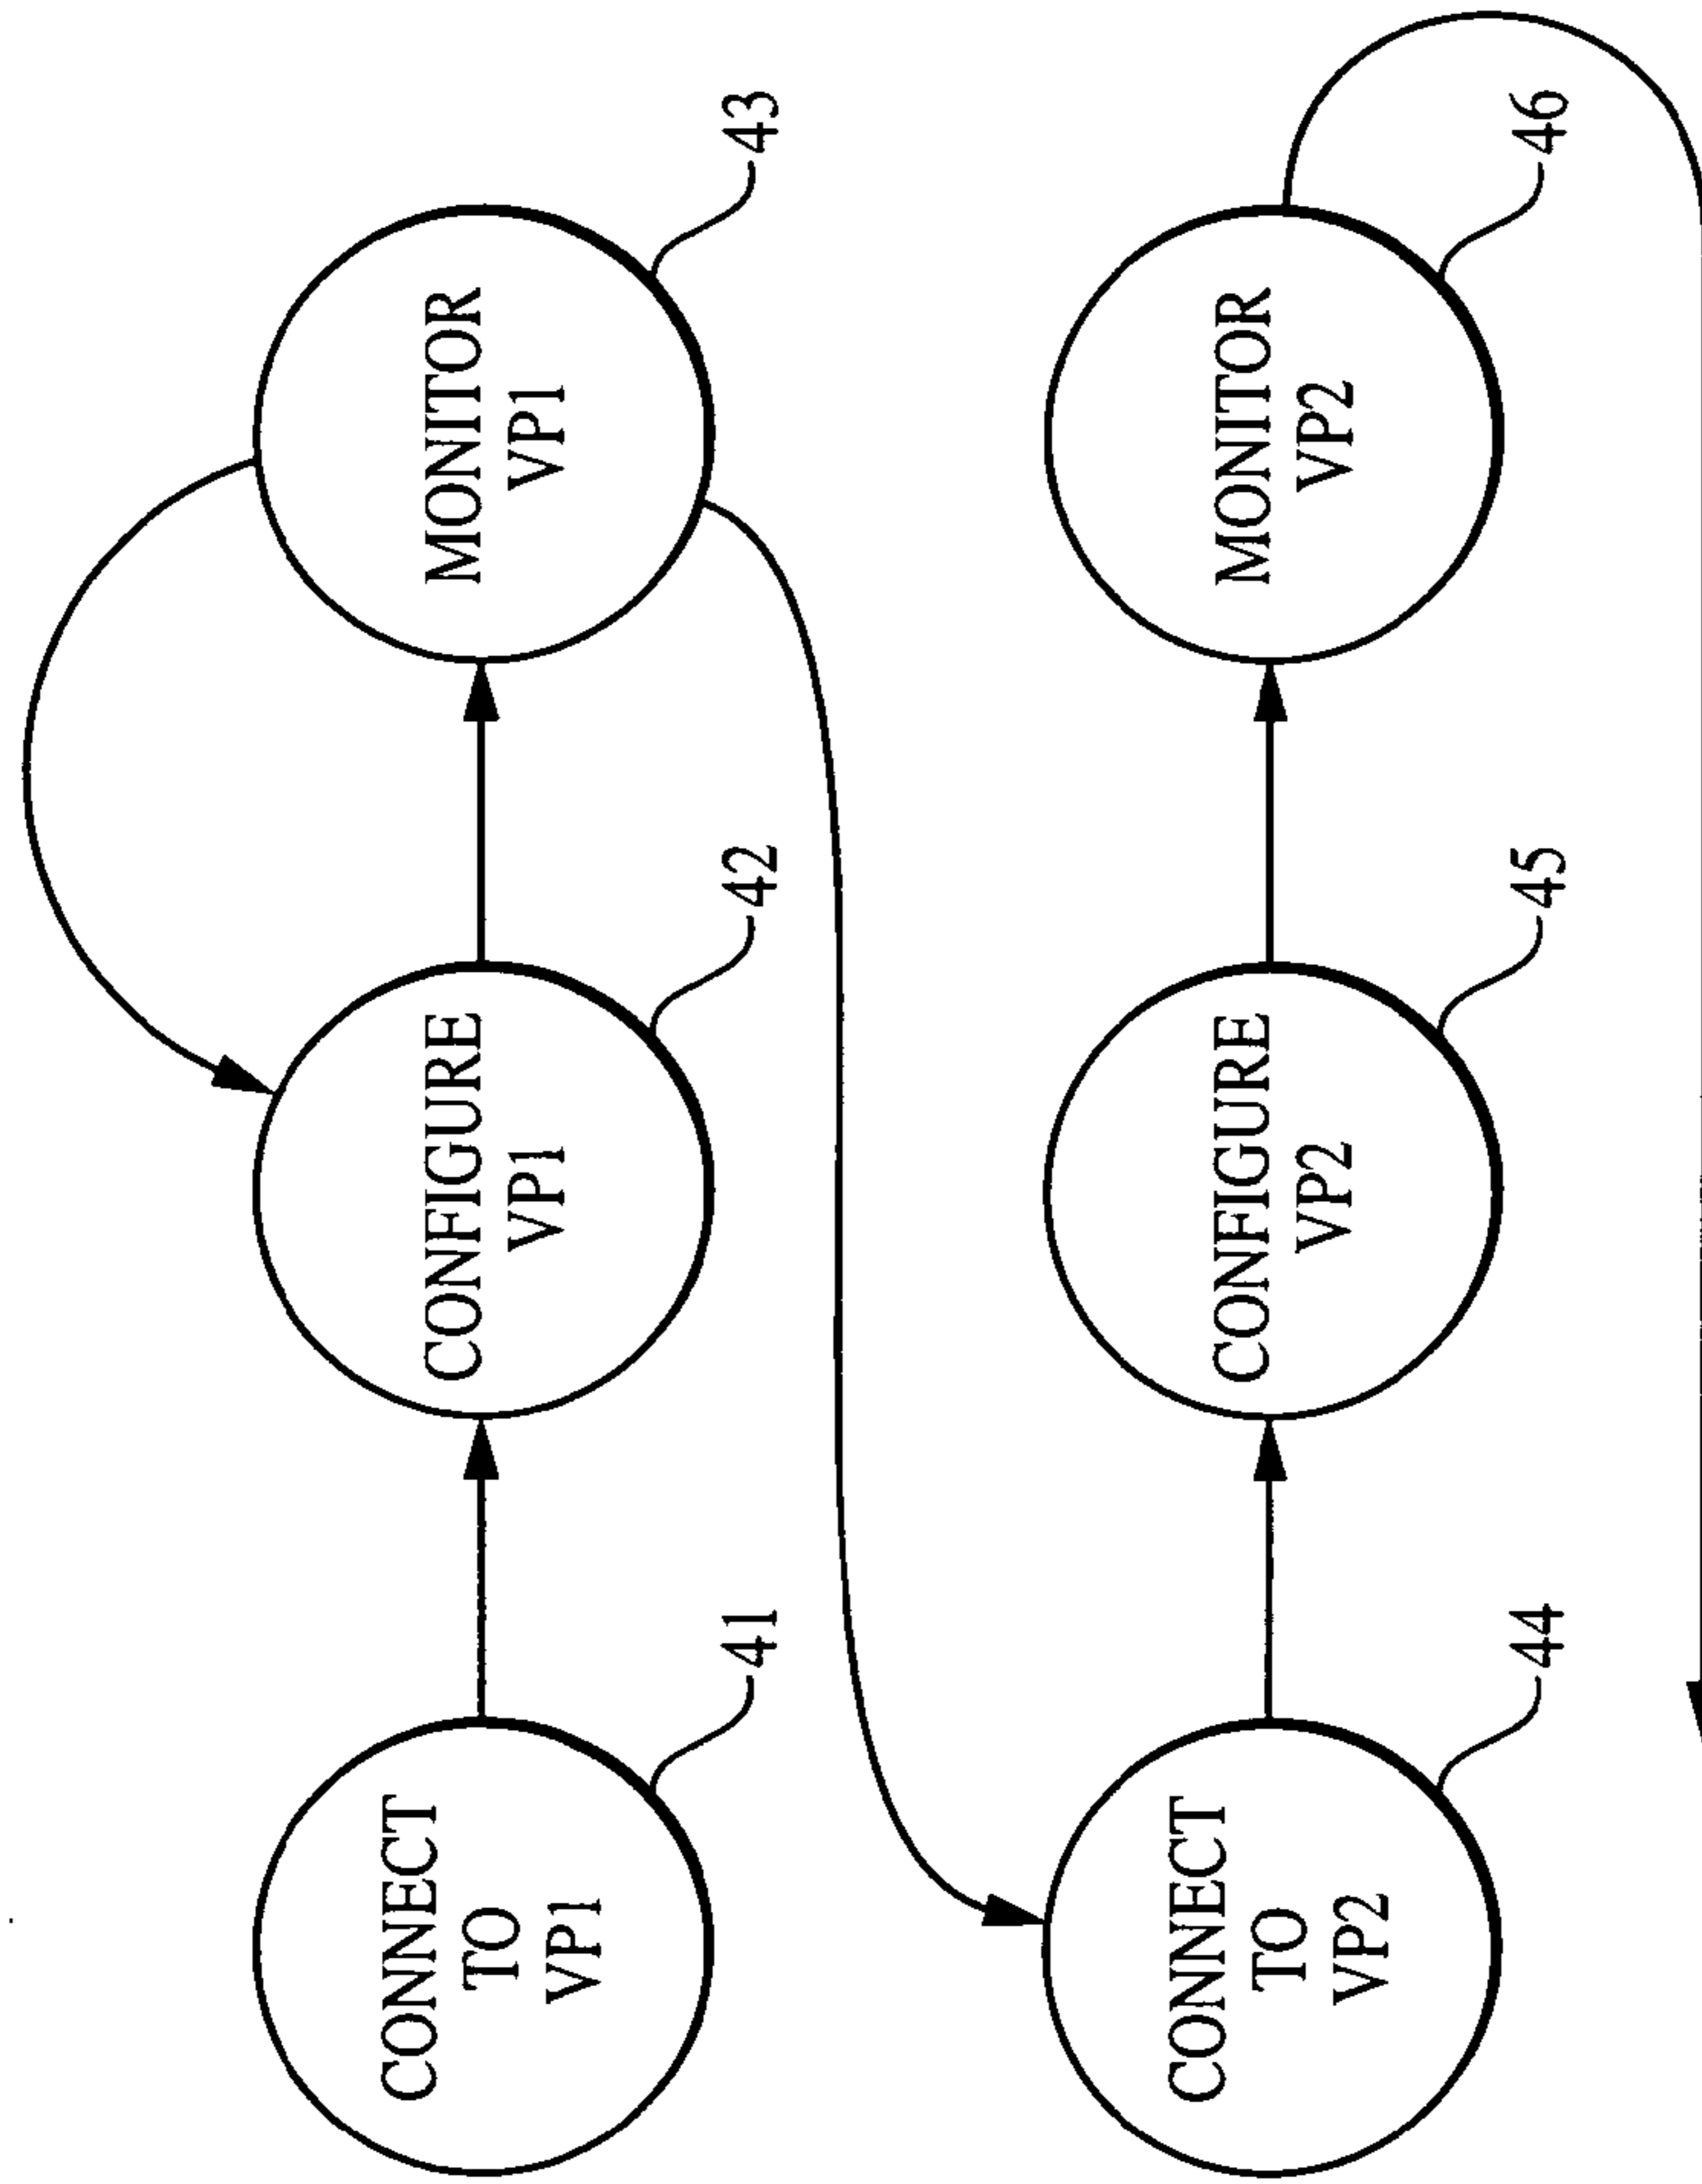 CONNECT
TO
VP1
41
CONFIGURE
VP1
42
MONITOR
VP1
43
CONNECT
TO
VP2
44
CONFIGURE
VP2
45
MONITOR
VP2
46